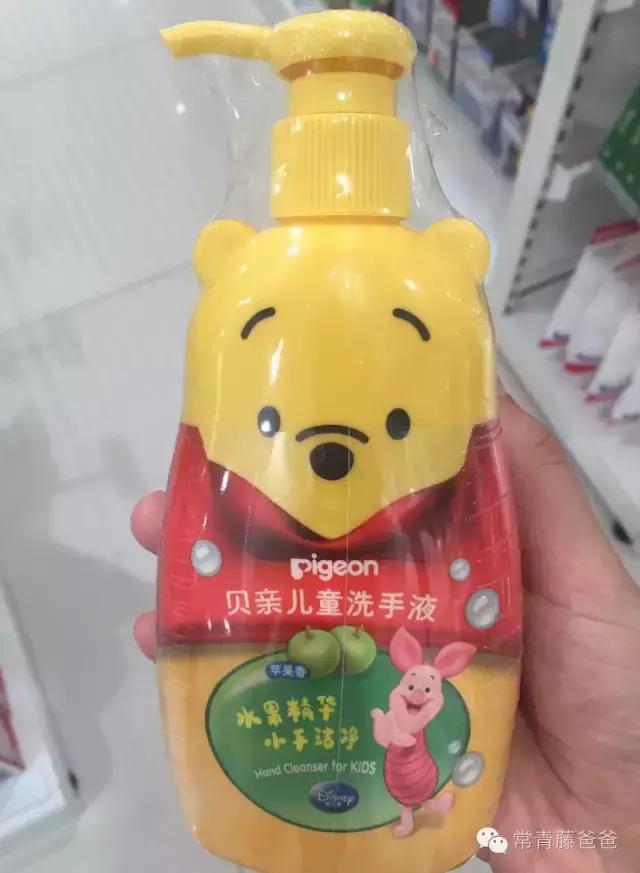 Pigeon
贝亲儿童洗手液
苹果香
水果精华
小手洁净
Hand Cleanser for KIDS
Disney
常青藤爸爸